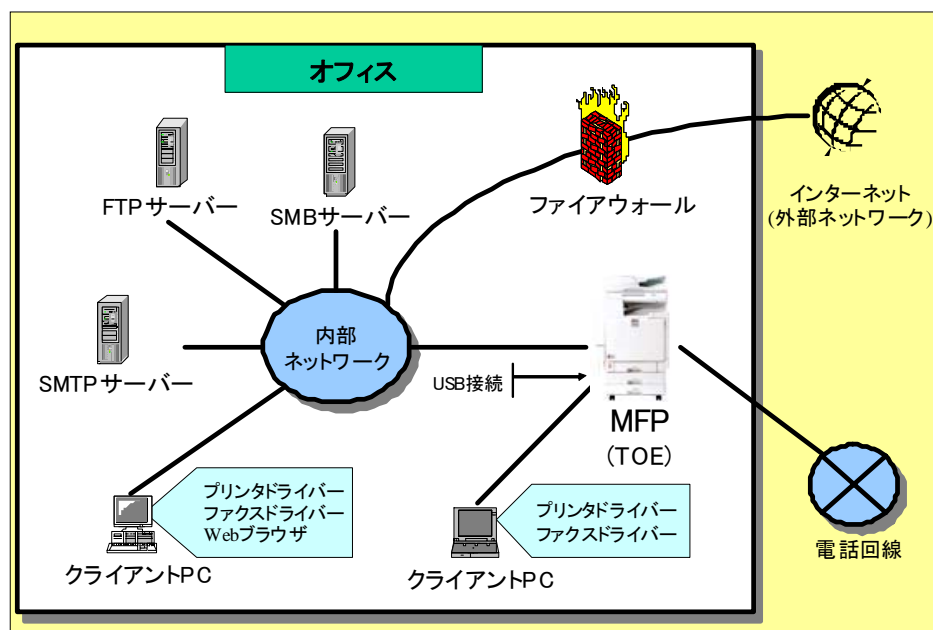 オフィス
FTPサーバー
SMBサーバー
ファイアウォール
インターネット
(外部ネットワーク)
内部
ネットワーク
SMTPサーバー
USB接続
MFP
(TOE)
プリンタドライバー
ファクスドライバー
Webブラウザ
プリンタドライバー
ファクスドライバー
電話回線
クライアントPC
クライアントPC